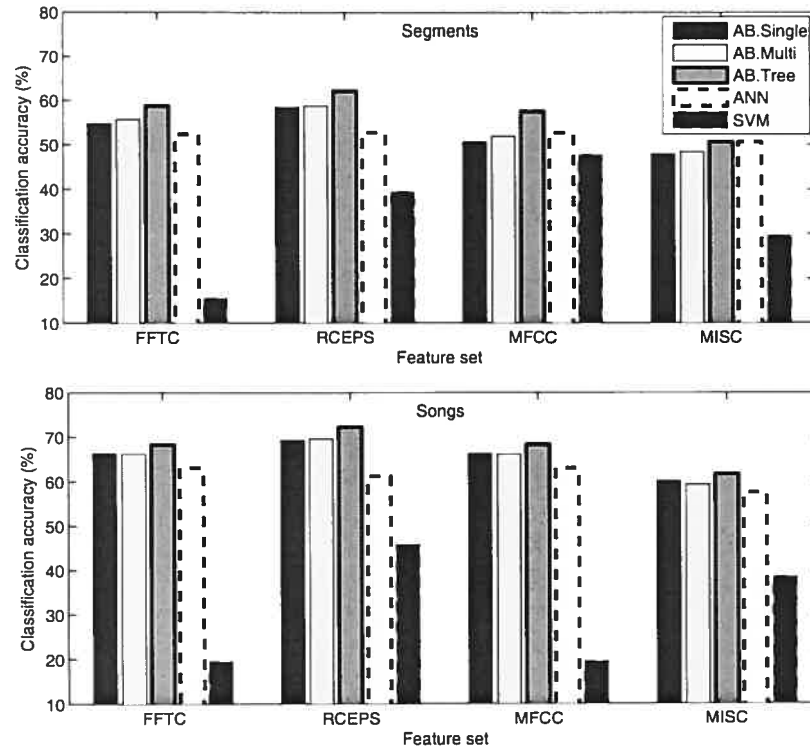 Segments
AB.Single
AB.Multi
AB.Tree
ANN
SVM
Classification accuracy (%)
80
70
60
50
40
30
20
10
FFTC
RCEPS
MFCC
MISC
Feature set
Songs
Classification accuracy (%)
80
70
60
50
40
30
20
10
FFTC
RCEPS
MFCC
MISC
Feature set